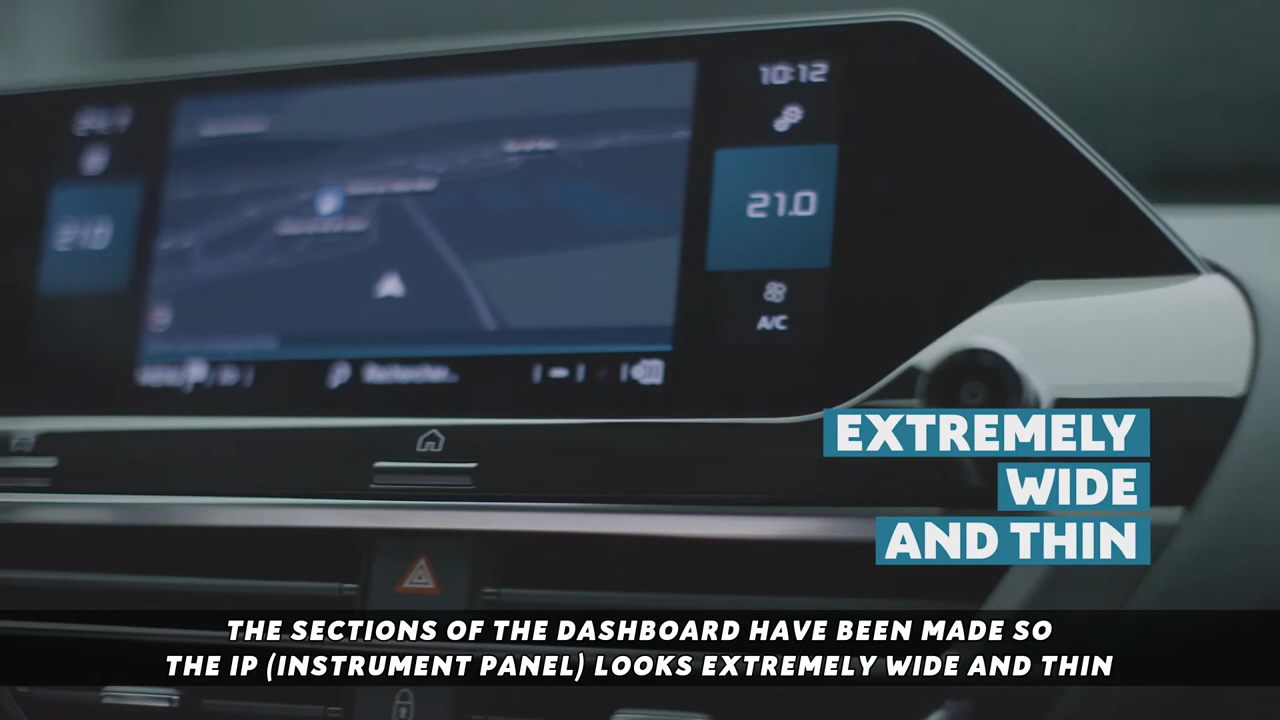 10:12
21.0
A/C
Rechercher...
EXTREMELY
WIDE
AND THIN
THE SECTIONS OF THE DASHBOARD HAVE BEEN MADE SO
THE IP (INSTRUMENT PANEL) LOOKS EXTREMELY WIDE AND THIN